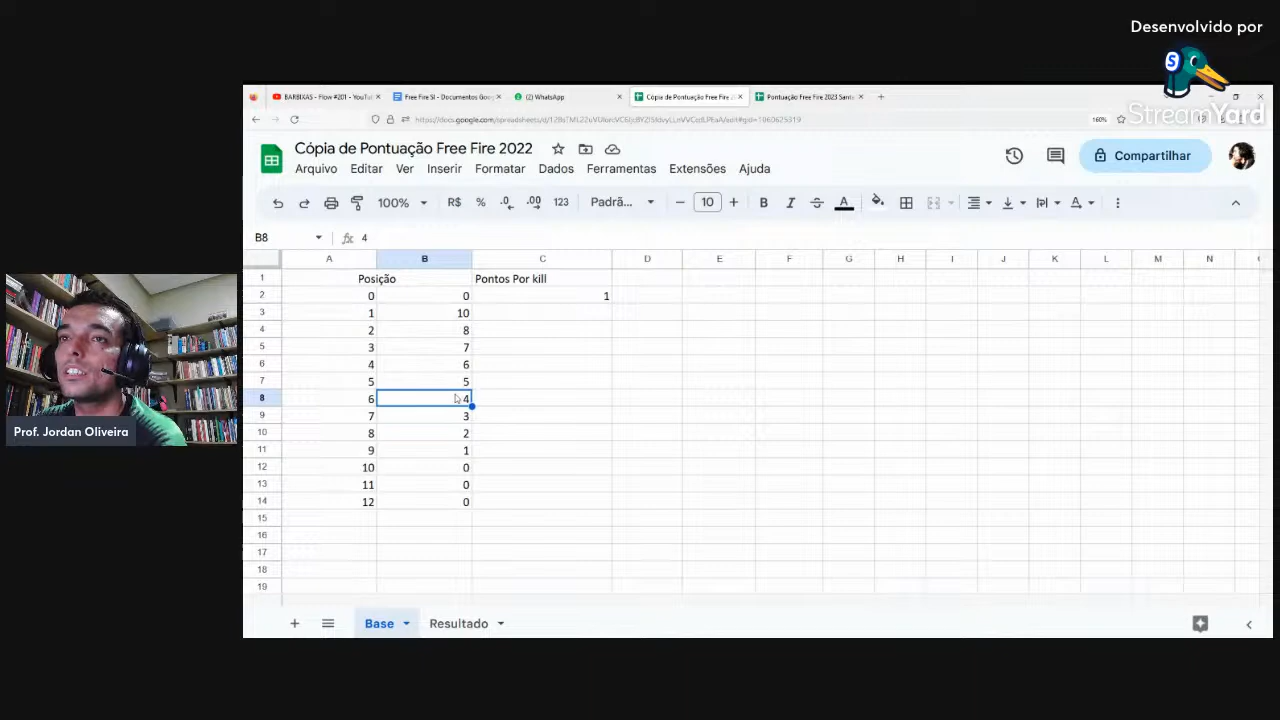 Desenvolvido por
StreamYard
BARBIXAS - Flow #201 - YouTu
Free Fire SI - Documentos Goo
(2) WhatsApp
Cópia de Pontuação Free Fire
Pontuação Free Fire 2023 Sant
160%
Cópia de Pontuação Free Fire 2022
Arquivo Editar Ver Inserir Formatar Dados Ferramentas Extensões Ajuda
Compartilhar
100% R$ % .0 .00 123 Padrã... 10 B I A
B8 fx 4
A B C D E F G H I J K L M N
1 Posição Pontos Por kill
2 0 0 1
3 1 10
4 2 8
5 3 7
6 4 6
7 5 5
8 6 4
9 7 3
10 8 2
11 9 1
12 10 0
13 11 0
14 12 0
15
16
17
18
19
Base Resultado
Prof. Jordan Oliveira